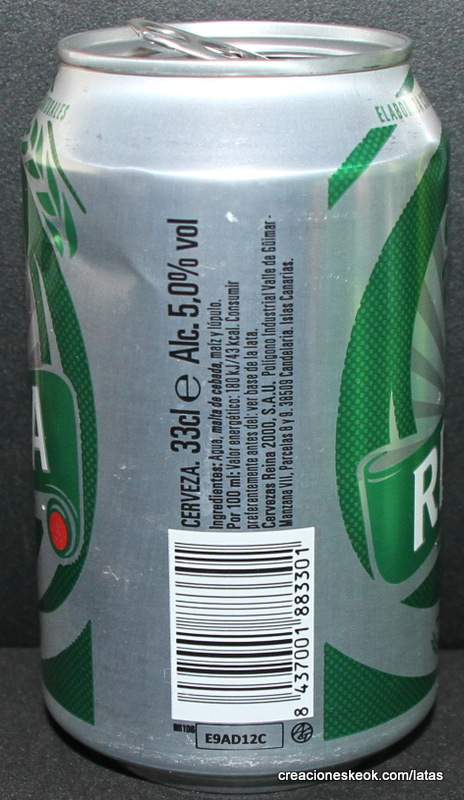 CERVEZA. 33cl e Alc. 5,0% vol
Ingredientes: Agua, malta de cebada, maíz y lúpulo.
Por 100 ml: Valor energético: 180 kJ/43 kcal. Consumir
preferentemente antes del: ver base de la lata.
Cervezas Reina 2000, S.A.U. Polígono Industrial Valle de Güímar -
Manzana VII, Parcelas 8 y 9. 38509 Candelaria. Islas Canarias.
8 437001 883301
E9AD12C
A
R
ELABO
creacioneskeok.com/latas